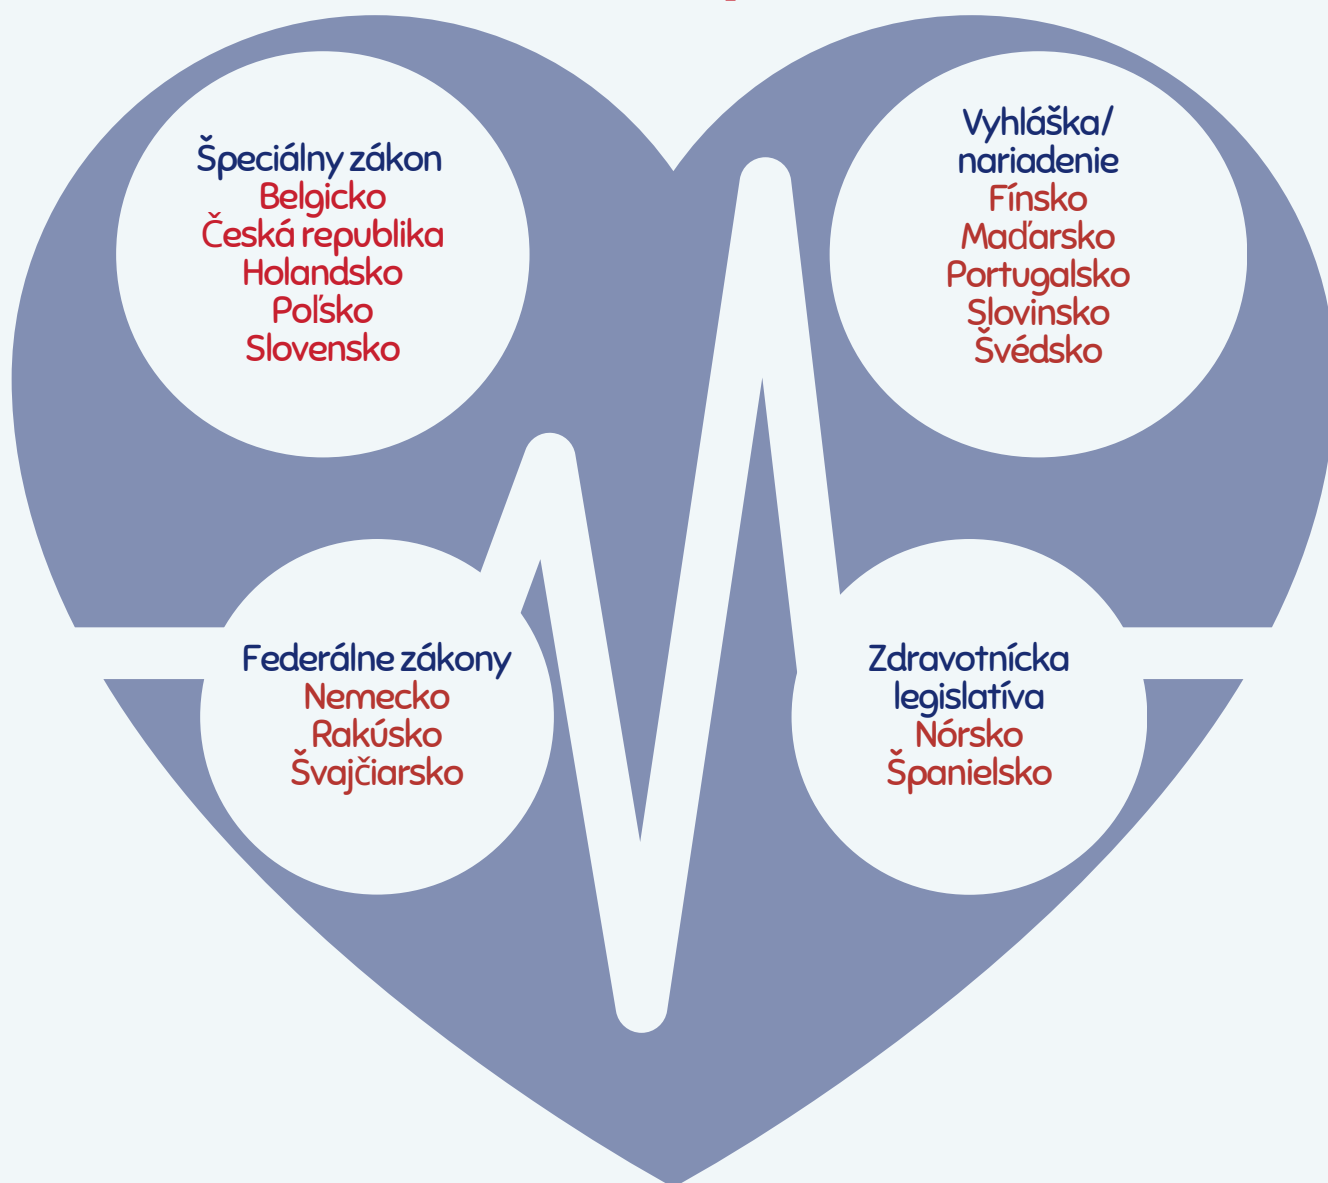 Špeciálny zákon
Belgicko
Česká republika
Holandsko
Poľsko
Slovensko
Vyhláška/
nariadenie
Fínsko
Maďarsko
Portugalsko
Slovinsko
Švédsko
Federálne zákony
Nemecko
Rakúsko
Švajčiarsko
Zdravotnícka
legislatíva
Nórsko
Španielsko